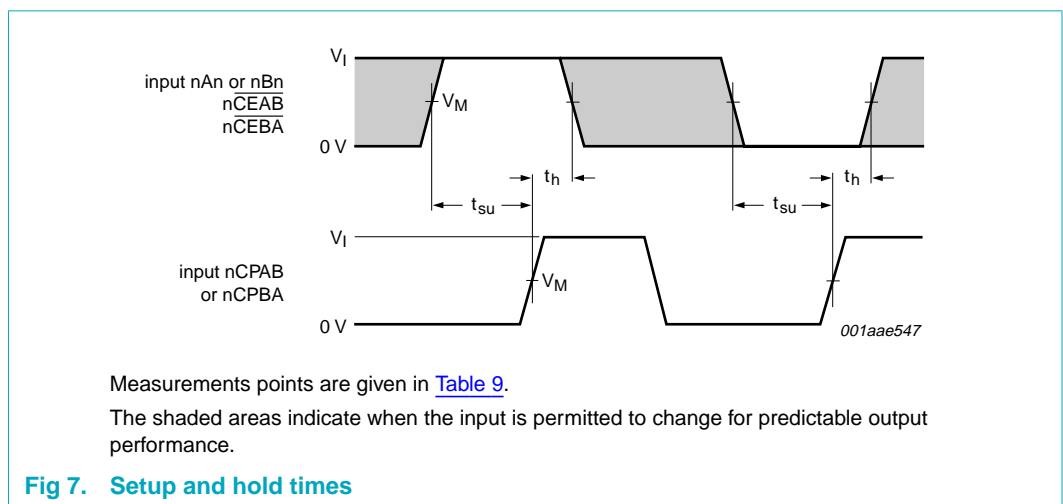 V_I
input nAn or nBn
nCEAB
nCEBA
V_M
0 V
t_h
t_h
t_su
t_su
V_I
input nCPAB
or nCPBA
V_M
0 V
001aae547
Measurements points are given in Table 9.
The shaded areas indicate when the input is permitted to change for predictable output
performance.
Fig 7. Setup and hold times